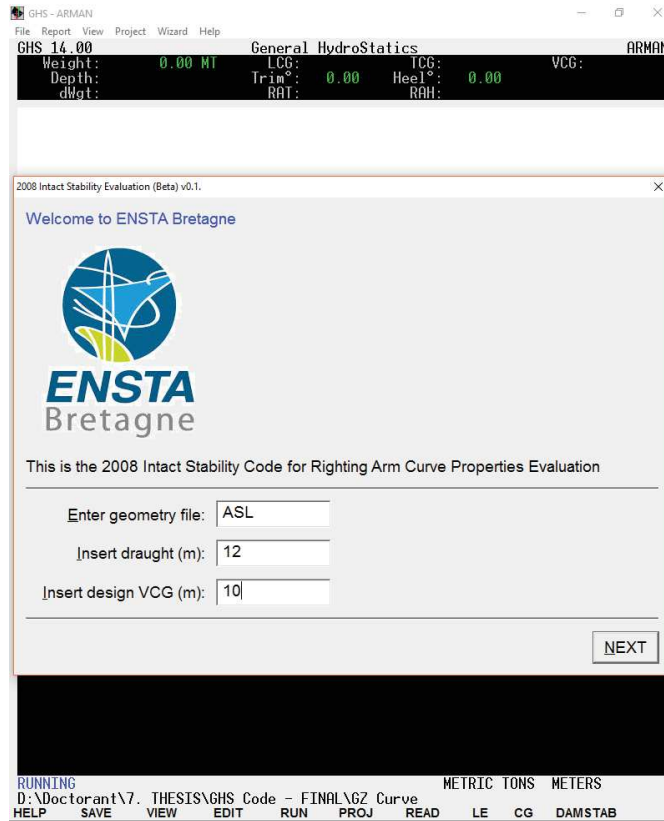 GHS - ARMAN
File Report View Project Wizard Help
GHS 14.00 General HydroStatics ARMAN
Weight: 0.00 MT LCG: TCG: VCG:
Depth: Trim°: 0.00 Heel°: 0.00
dWgt: RAT: RAH:
2008 Intact Stability Evaluation (Beta) v0.1.
Welcome to ENSTA Bretagne
ENSTA
Bretagne
This is the 2008 Intact Stability Code for Righting Arm Curve Properties Evaluation
Enter geometry file: ASL
Insert draught (m): 12
Insert design VCG (m): 10
NEXT
RUNNING METRIC TONS METERS
D:\Doctorant\7. THESIS\GHS Code - FINAL\GZ Curve
HELP SAVE VIEW EDIT RUN PROJ READ LE CG DAMSTAB